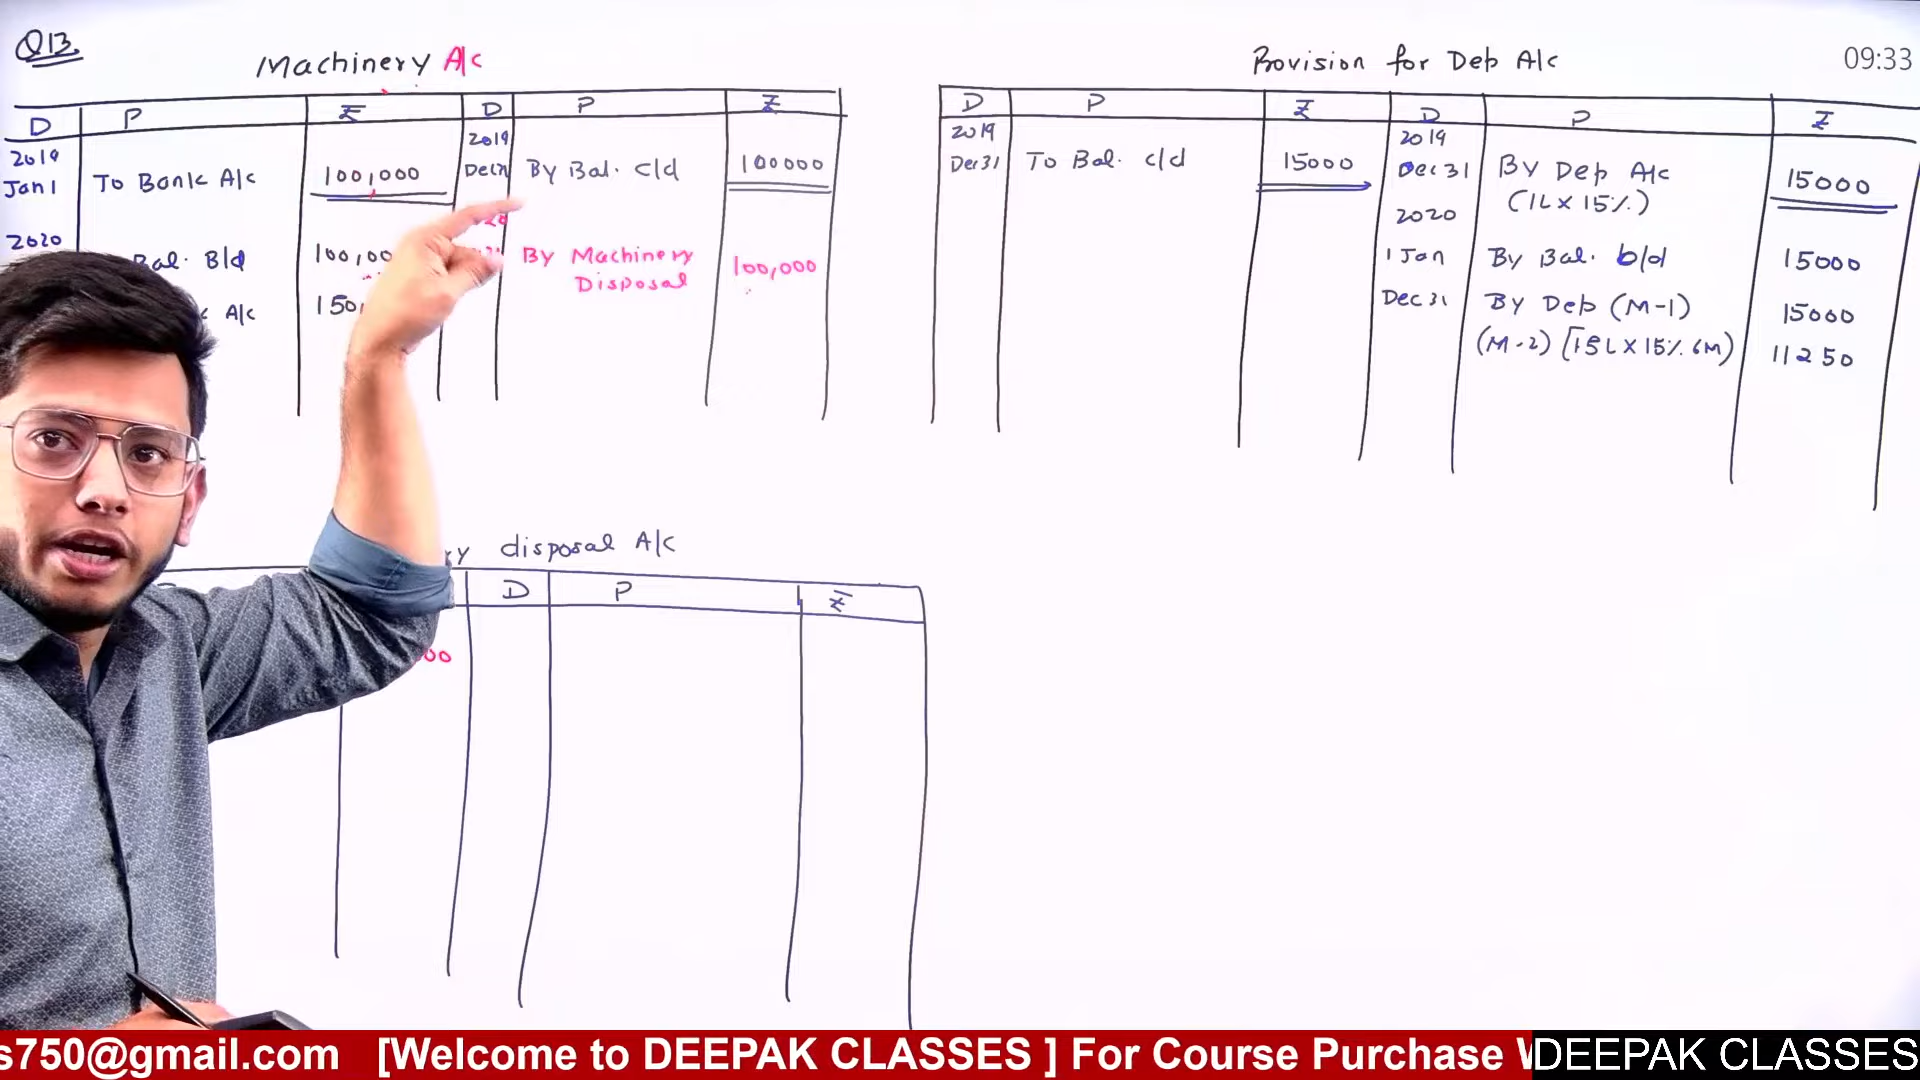 Q13.
Machinery A/c
D P ₹ D P ₹
2019 Jan 1 To Bank A/c 100,000
2019 By Bal. C/d 100000
2020 Bal. B/d 100,00
By Machinery Disposal 100,000
A/c 150,
Provision for Dep A/c
09:33
D P ₹ D P ₹
2019 Dec 31 To Bal. c/d 15000
2019 Dec 31 By Dep A/c 15000
(1L X 15%)
2020
1 Jan By Bal. b/d 15000
Dec 31 By Dep (M-1) 15000
(M-2) [1.5L X 15% 6M) 11250
disposal A/c
D P ₹
00
s750@gmail.com [Welcome to DEEPAK CLASSES ] For Course Purchase
DEEPAK CLASSES